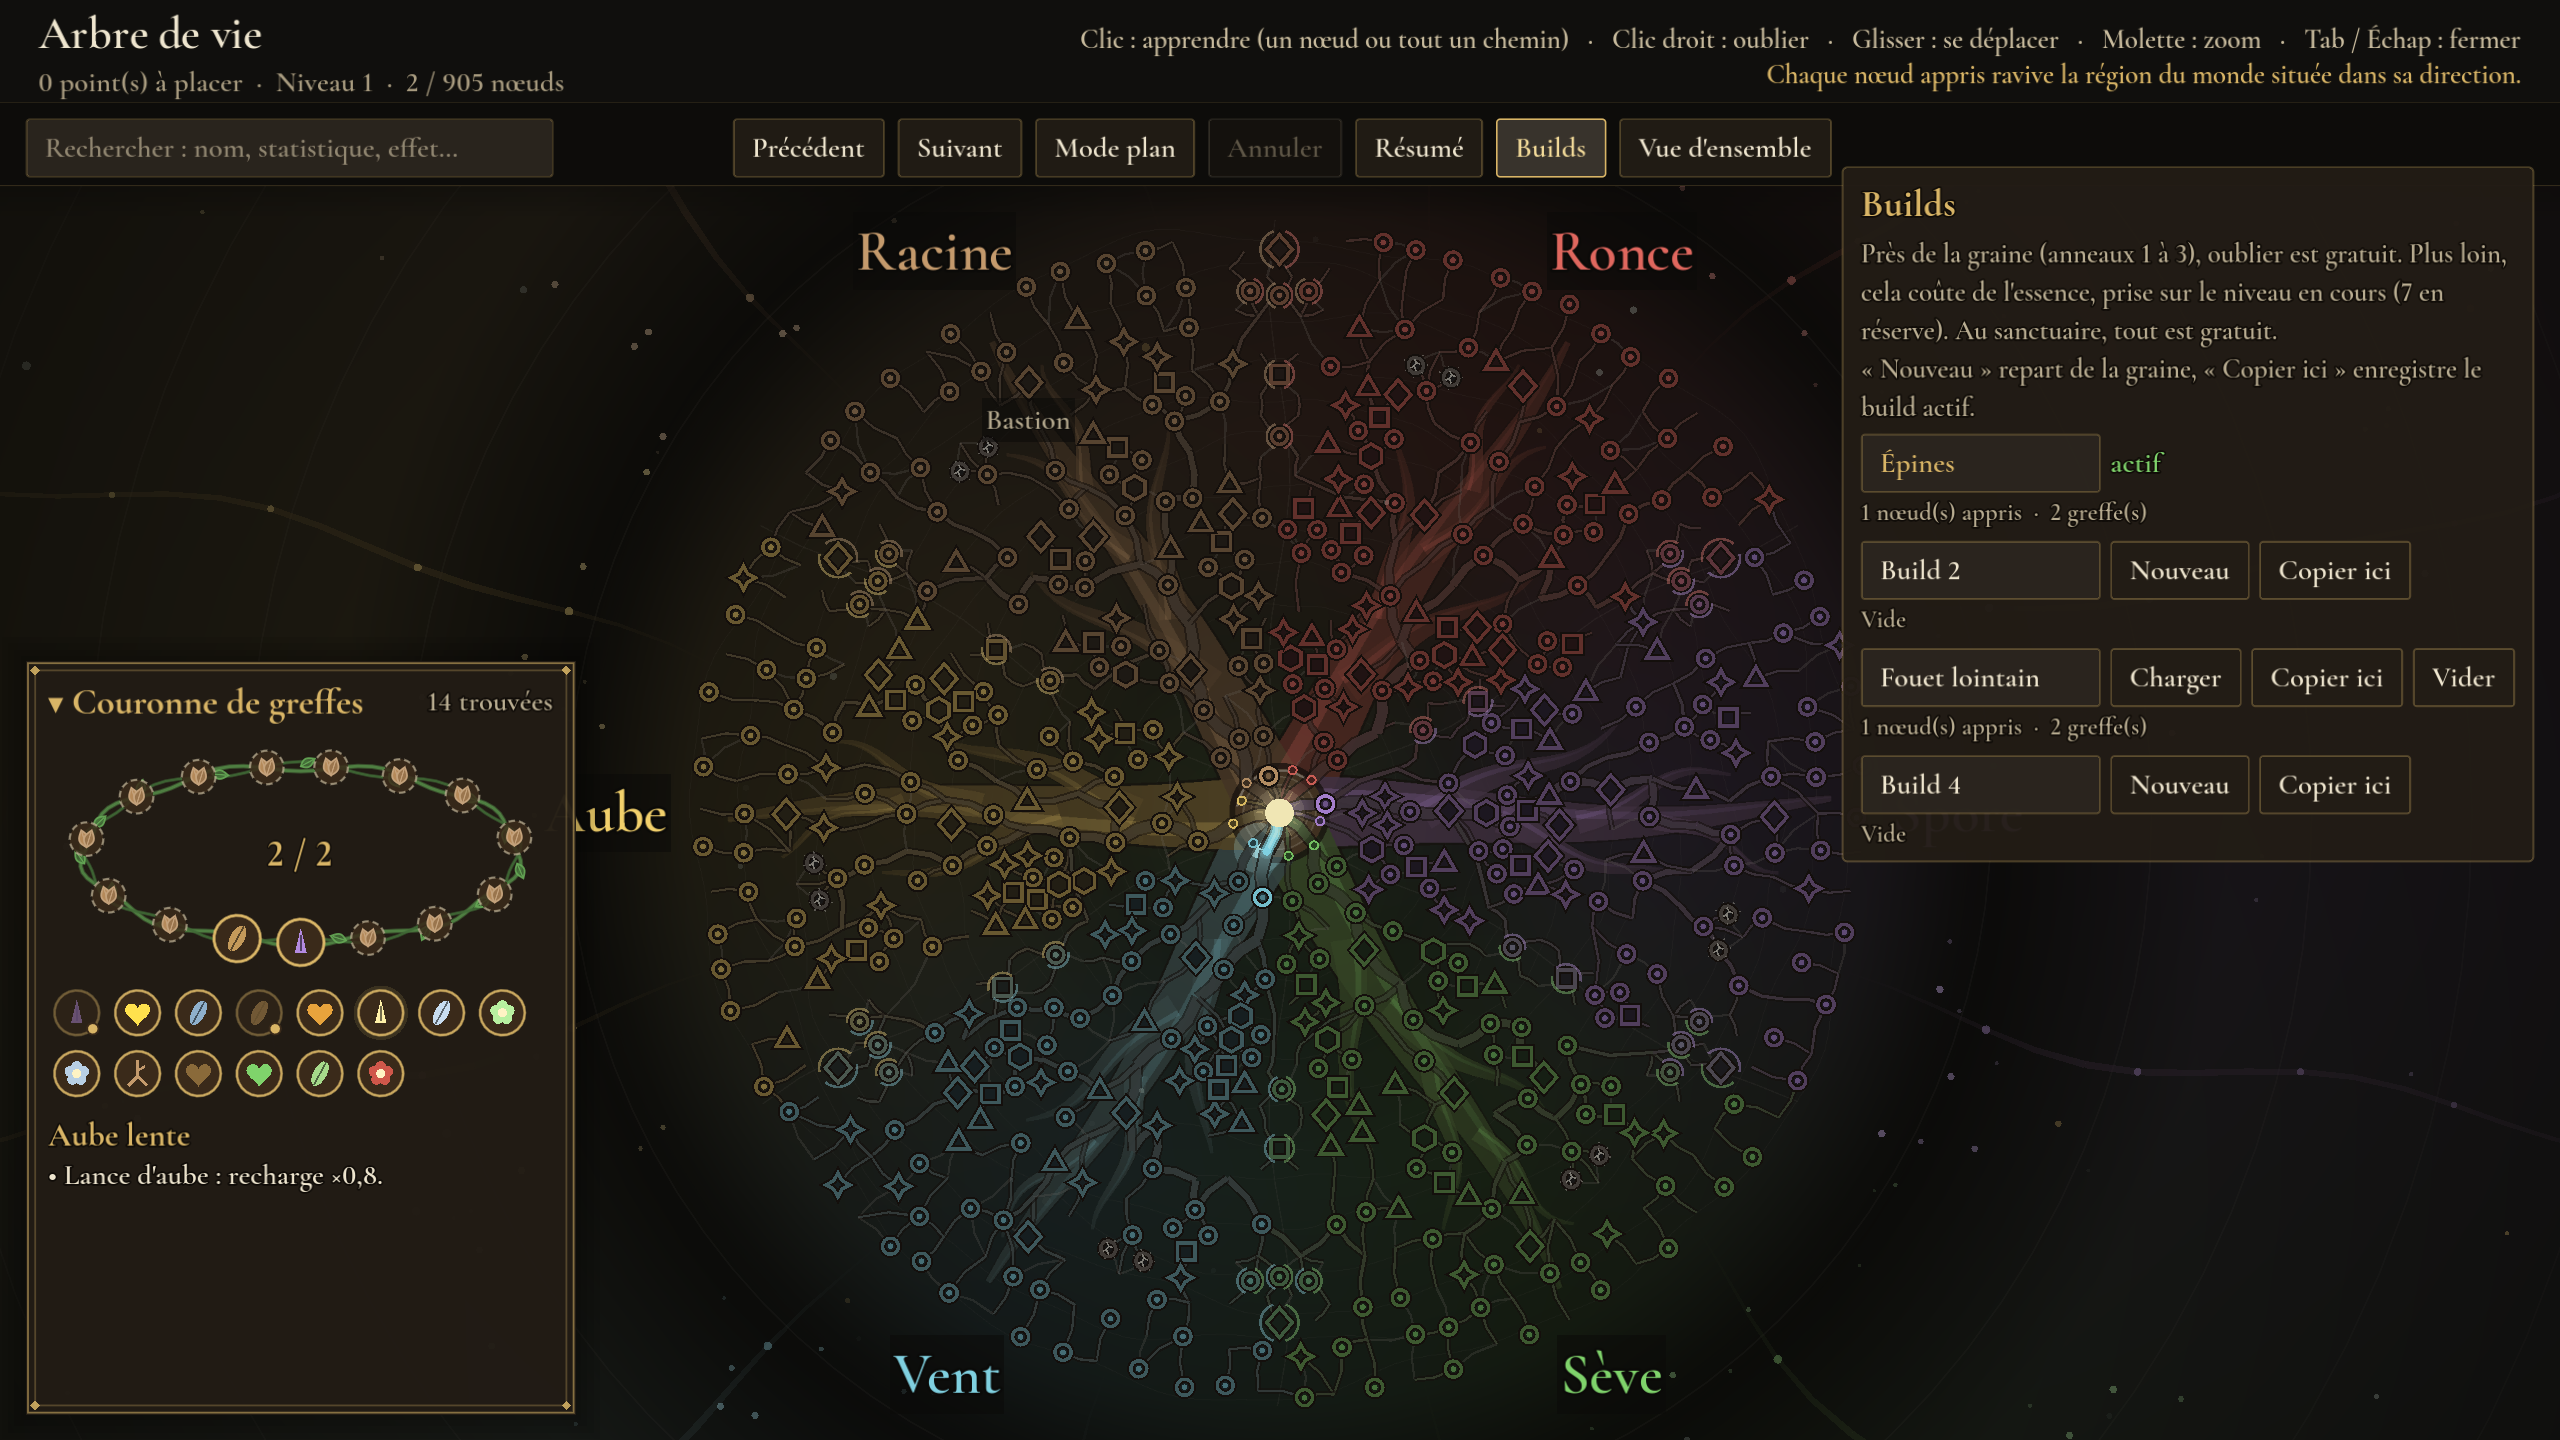 Arbre de vie
0 point(s) à placer · Niveau 1 · 2 / 905 nœuds
Clic : apprendre (un nœud ou tout un chemin) · Clic droit : oublier · Glisser : se déplacer · Molette : zoom · Tab / Échap : fermer
Chaque nœud appris ravive la région du monde située dans sa direction.
Rechercher : nom, statistique, effet...
Précédent
Suivant
Mode plan
Annuler
Résumé
Builds
Vue d'ensemble
Racine
Ronce
Bastion
Aube
Spore
Vent
Sève
Builds
Près de la graine (anneaux 1 à 3), oublier est gratuit. Plus loin,
cela coûte de l'essence, prise sur le niveau en cours (7 en
réserve). Au sanctuaire, tout est gratuit.
« Nouveau » repart de la graine, « Copier ici » enregistre le
build actif.
Épines actif
1 nœud(s) appris · 2 greffe(s)
Build 2 Nouveau Copier ici
Vide
Fouet lointain Charger Copier ici Vider
1 nœud(s) appris · 2 greffe(s)
Build 4 Nouveau Copier ici
Vide
▾ Couronne de greffes 14 trouvées
2 / 2
Aube lente
• Lance d'aube : recharge ×0,8.